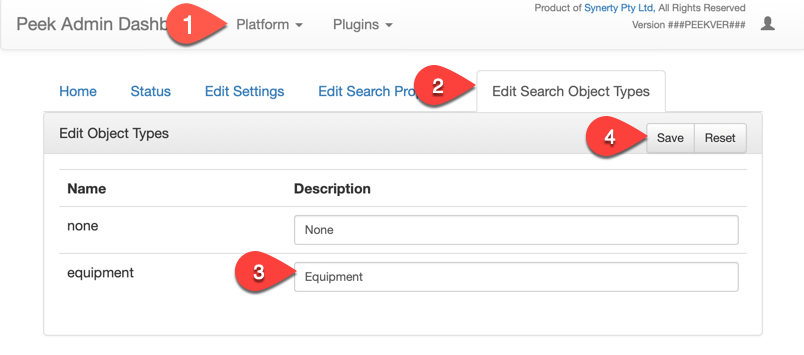 Product of Synerty Pty Ltd, All Rights Reserved
Peek Admin Dashb 1 Platform Plugins
Version ###PEEKVER###
Home Status Edit Settings Edit Search Prop 2 Edit Search Object Types
Edit Object Types 4 Save Reset
Name Description
none None
equipment 3 Equipment